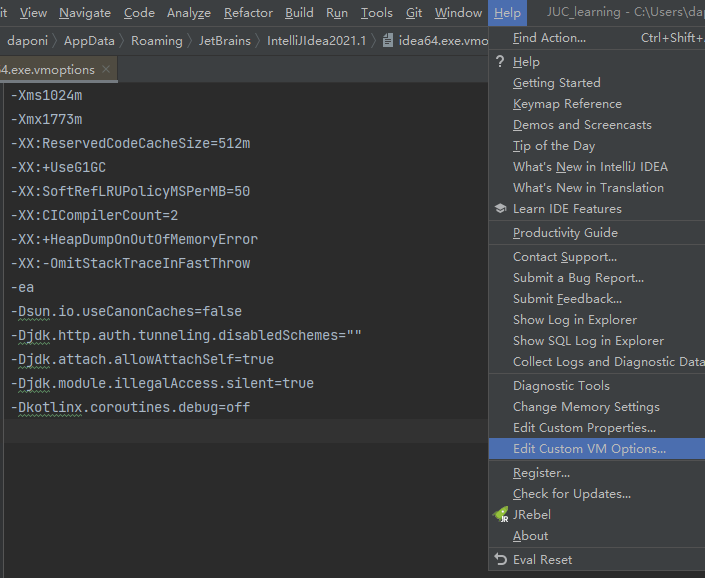 it View Navigate Code Analyze Refactor Build Run Tools Git Window Help JUC_learning - C:\Users\dap
daponi AppData Roaming JetBrains IntelliJIdea2021.1 idea64.exe.vmo
4.exe.vmoptions
-Xms1024m
-Xmx1773m
-XX:ReservedCodeCacheSize=512m
-XX:+UseG1GC
-XX:SoftRefLRUPolicyMSPerMB=50
-XX:CICompilerCount=2
-XX:+HeapDumpOnOutOfMemoryError
-XX:-OmitStackTraceInFastThrow
-ea
-Dsun.io.useCanonCaches=false
-Djdk.http.auth.tunneling.disabledSchemes=""
-Djdk.attach.allowAttachSelf=true
-Djdk.module.illegalAccess.silent=true
-Dkotlinx.coroutines.debug=off
Find Action... Ctrl+Shift+
Help
Getting Started
Keymap Reference
Demos and Screencasts
Tip of the Day
What's New in IntelliJ IDEA
What's New in Translation
Learn IDE Features
Productivity Guide
Contact Support...
Submit a Bug Report...
Submit Feedback...
Show Log in Explorer
Show SQL Log in Explorer
Collect Logs and Diagnostic Data
Diagnostic Tools
Change Memory Settings
Edit Custom Properties...
Edit Custom VM Options...
Register...
Check for Updates...
JRebel
About
Eval Reset